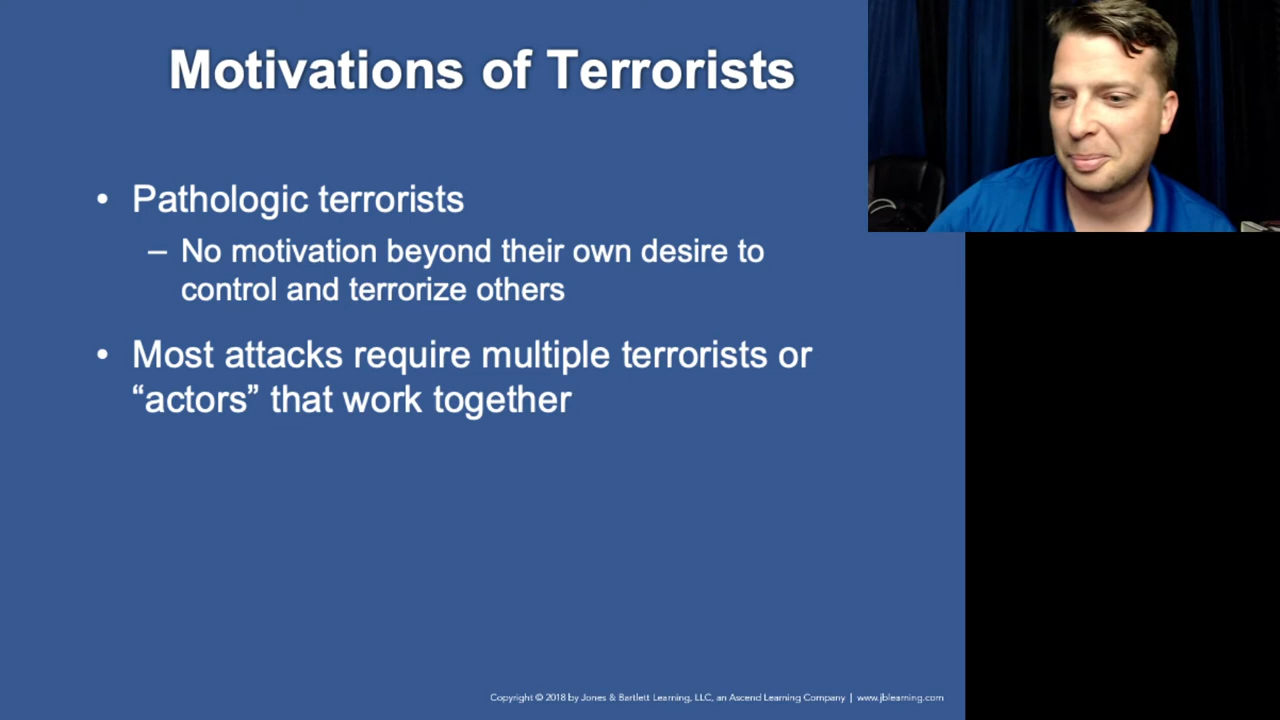 Motivations of Terrorists
• Pathologic terrorists
– No motivation beyond their own desire to
control and terrorize others
• Most attacks require multiple terrorists or
“actors” that work together
Copyright © 2018 by Jones & Bartlett Learning, LLC, an Ascend Learning Company | www.jblearning.com